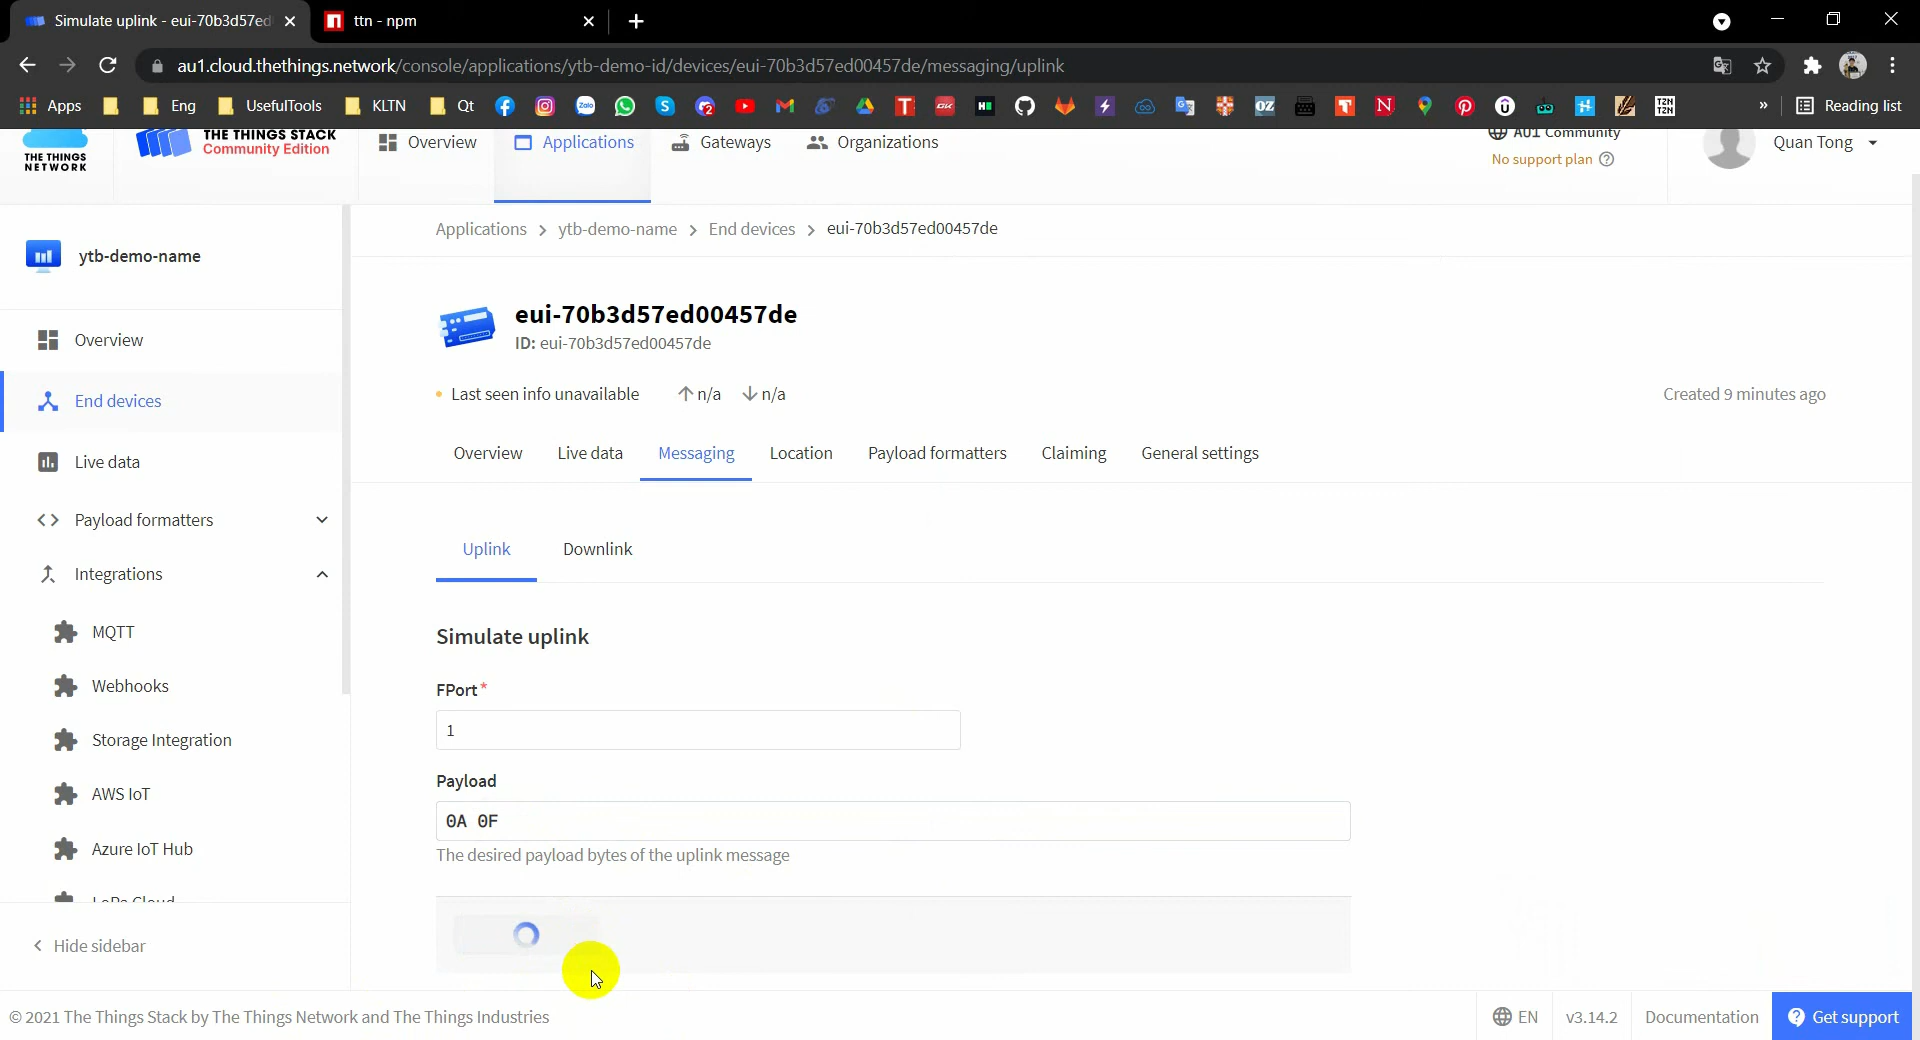 Simulate uplink - eui-70b3d57ed
ttn - npm
au1.cloud.thethings.network/console/applications/ytb-demo-id/devices/eui-70b3d57ed00457de/messaging/uplink
Apps
Eng
UsefulTools
KLTN
Qt
Reading list
THE THINGS
NETWORK
THE THINGS STACK
Community Edition
Overview
Applications
Gateways
Organizations
AU1 Community
No support plan
Quan Tong
ytb-demo-name
Overview
End devices
Live data
Payload formatters
Integrations
MQTT
Webhooks
Storage Integration
AWS IoT
Azure IoT Hub
LoRa Cloud
Hide sidebar
Applications > ytb-demo-name > End devices > eui-70b3d57ed00457de
eui-70b3d57ed00457de
ID: eui-70b3d57ed00457de
Last seen info unavailable ↑ n/a ↓ n/a
Created 9 minutes ago
Overview Live data Messaging Location Payload formatters Claiming General settings
Uplink Downlink
Simulate uplink
FPort*
1
Payload
0A 0F
The desired payload bytes of the uplink message
© 2021 The Things Stack by The Things Network and The Things Industries
EN
v3.14.2
Documentation
Get support